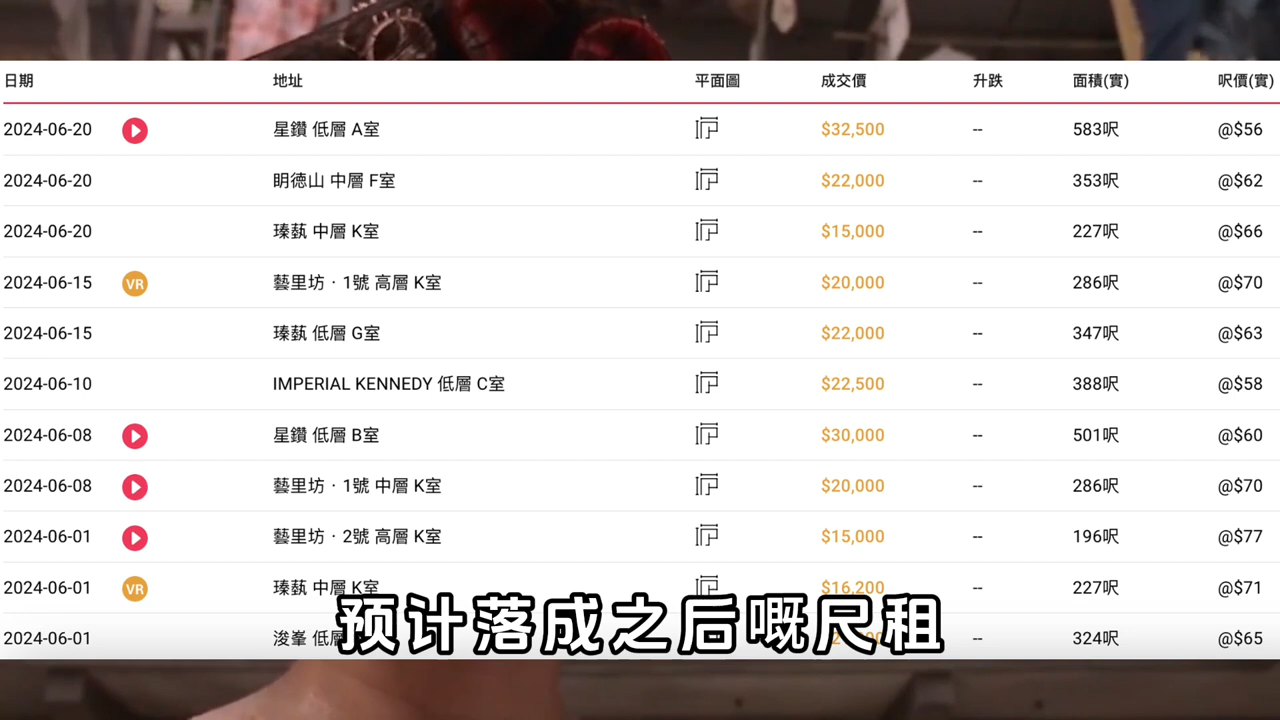 日期 地址 平面圖 成交價 升跌 面積(實) 呎價(實)
2024-06-20 星鑽 低層 A室 $32,500 -- 583呎 @$56
2024-06-20 眀徳山 中層 F室 $22,000 -- 353呎 @$62
2024-06-20 瑧蓺 中層 K室 $15,000 -- 227呎 @$66
2024-06-15 VR 藝里坊．1號 高層 K室 $20,000 -- 286呎 @$70
2024-06-15 瑧蓺 低層 G室 $22,000 -- 347呎 @$63
2024-06-10 IMPERIAL KENNEDY 低層 C室 $22,500 -- 388呎 @$58
2024-06-08 星鑽 低層 B室 $30,000 -- 501呎 @$60
2024-06-08 藝里坊．1號 中層 K室 $20,000 -- 286呎 @$70
2024-06-01 藝里坊．2號 高層 K室 $15,000 -- 196呎 @$77
2024-06-01 VR 瑧蓺 中層 K室 $16,200 -- 227呎 @$71
2024-06-01 浚峯 低層 -- 324呎 @$65
预计落成之后嘅尺租